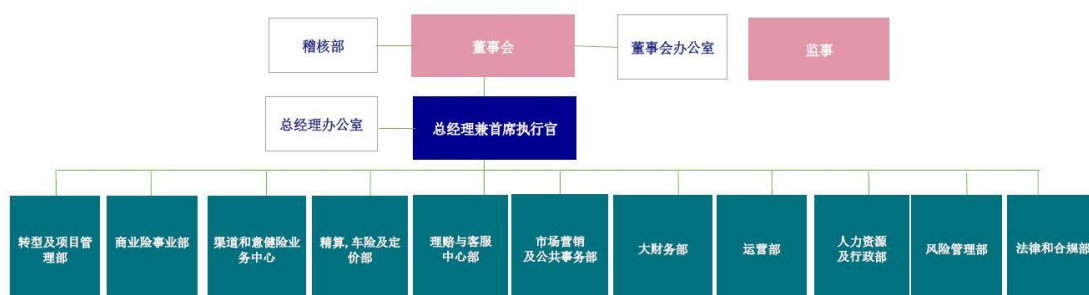 稽核部
董事会
董事会办公室
监事
总经理办公室
总经理兼首席执行官
转型及项目管
理部
商业险事业部
渠道和意健险业
务中心
精算, 车险及定
价部
理赔与客服
中心部
市场营销
及公共事务部
大财务部
运营部
人力资源
及行政部
风险管理部
法律和合规部